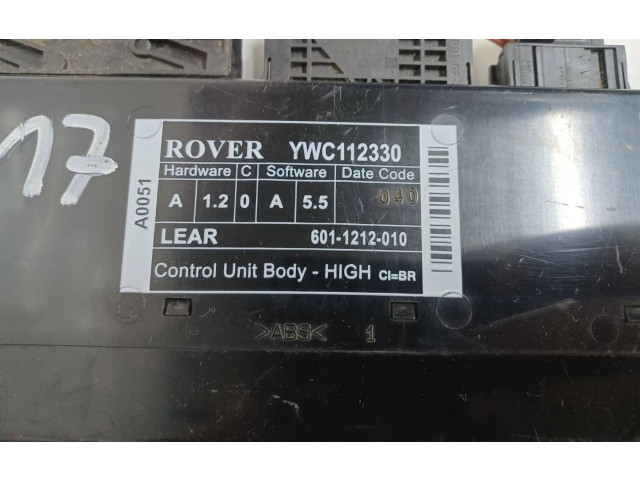 17
A0051
ROVER YWC112330
Hardware C Software Date Code
A 1.2 0 A 5.5 040
LEAR 601-1212-010
Control Unit Body - HIGH CI=BR
>ABS< 1